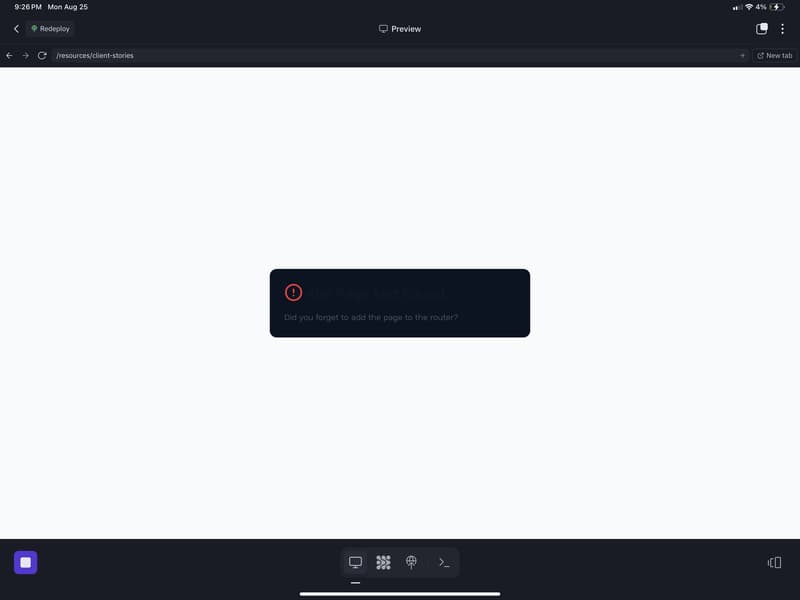 9:26 PM Mon Aug 25
4%
Redeploy
Preview
/resources/client-stories
New tab
404 Page Not Found
Did you forget to add the page to the router?